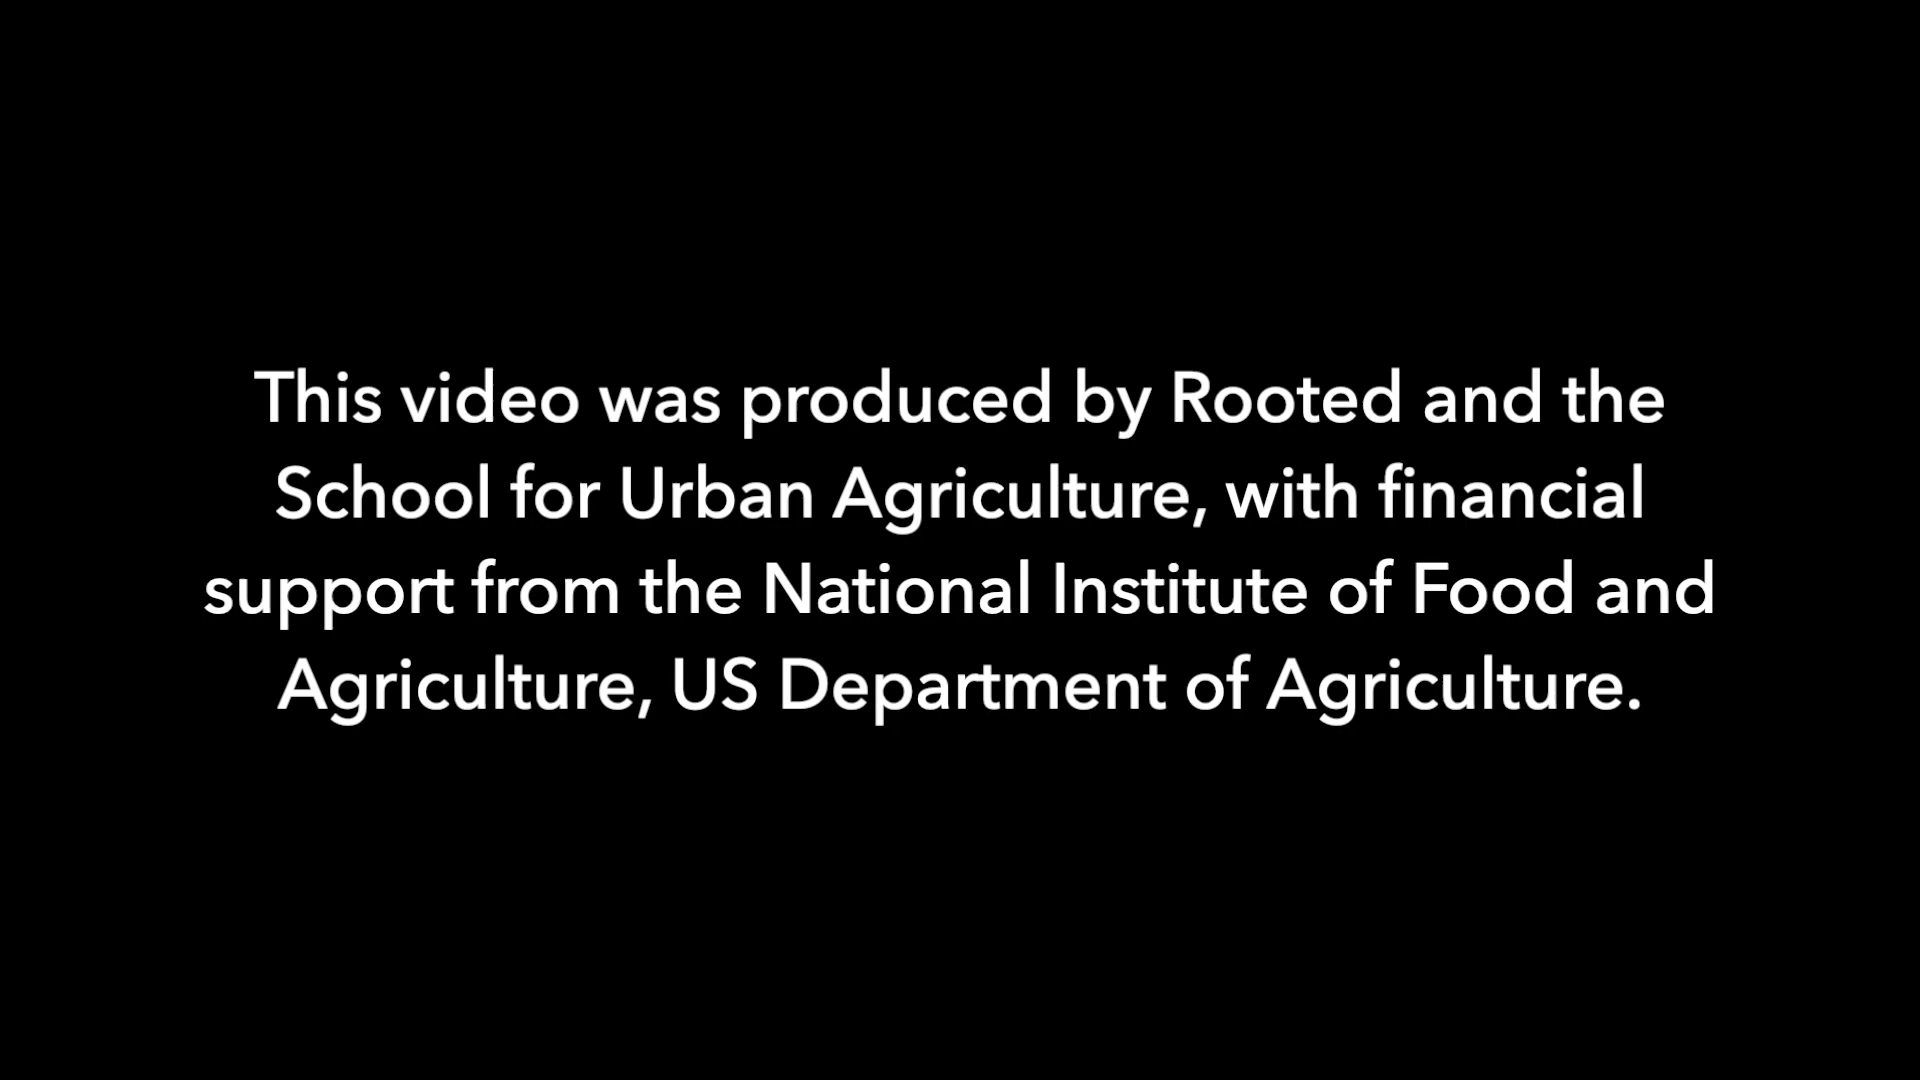 This video was produced by Rooted and the
School for Urban Agriculture, with financial
support from the National Institute of Food and
Agriculture, US Department of Agriculture.